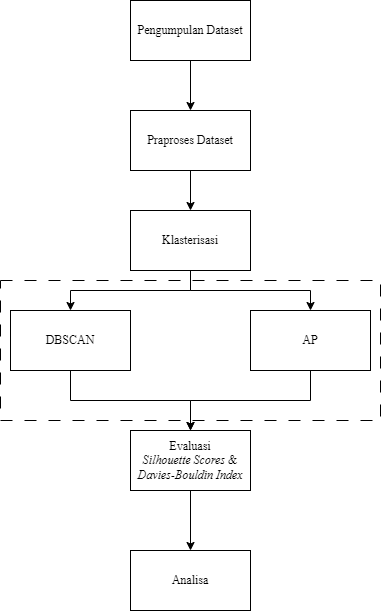 Pengumpulan Dataset
Praproses Dataset
Klasterisasi
DBSCAN
AP
Evaluasi
Silhouette Scores &
Davies-Bouldin Index
Analisa